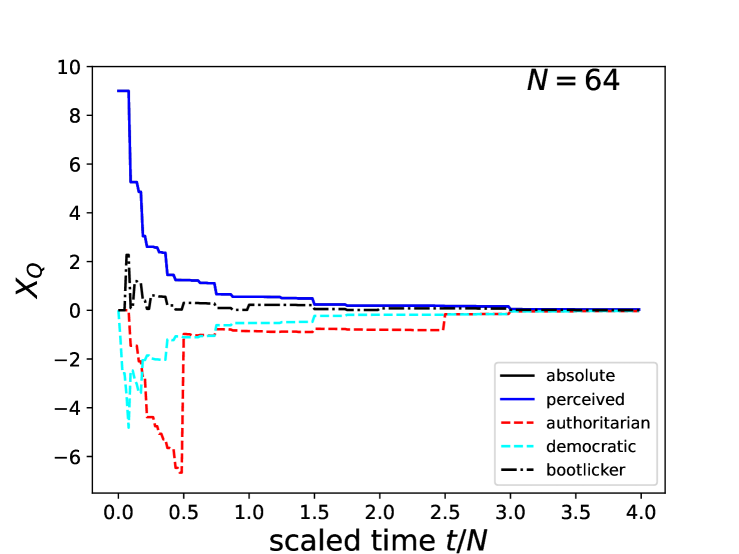 N = 64
10
8
6
4
2
0
−2
−4
−6
X_Q
absolute
perceived
authoritarian
democratic
bootlicker
0.0 0.5 1.0 1.5 2.0 2.5 3.0 3.5 4.0
scaled time t/N